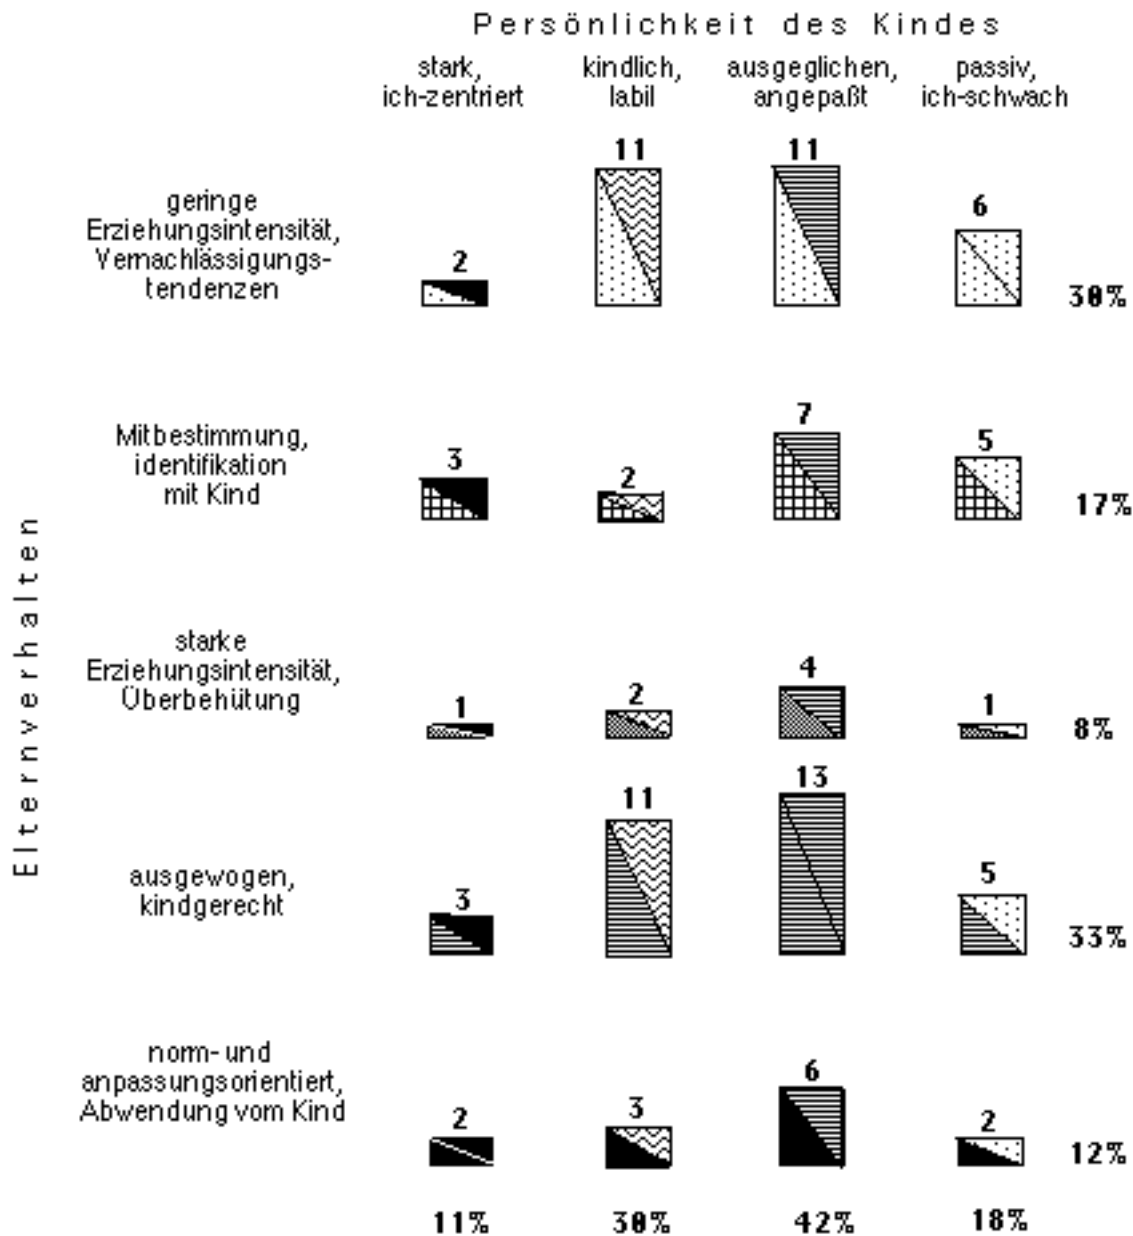 Persönlichkeit des Kindes
stark,
ich-zentriert
kindlich,
labil
ausgeglichen,
angepaßt
passiv,
ich-schwach
Elternverhalten
geringe
Erziehungsintensität,
Vernachlässigungs-
tendenzen
2
11
11
6
30%
Mitbestimmung,
identifikation
mit Kind
3
2
7
5
17%
starke
Erziehungsintensität,
Überbehütung
1
2
4
1
8%
ausgewogen,
kindgerecht
3
11
13
5
33%
norm- und
anpassungsorientiert,
Abwendung vom Kind
2
3
6
2
12%
11%
30%
42%
18%